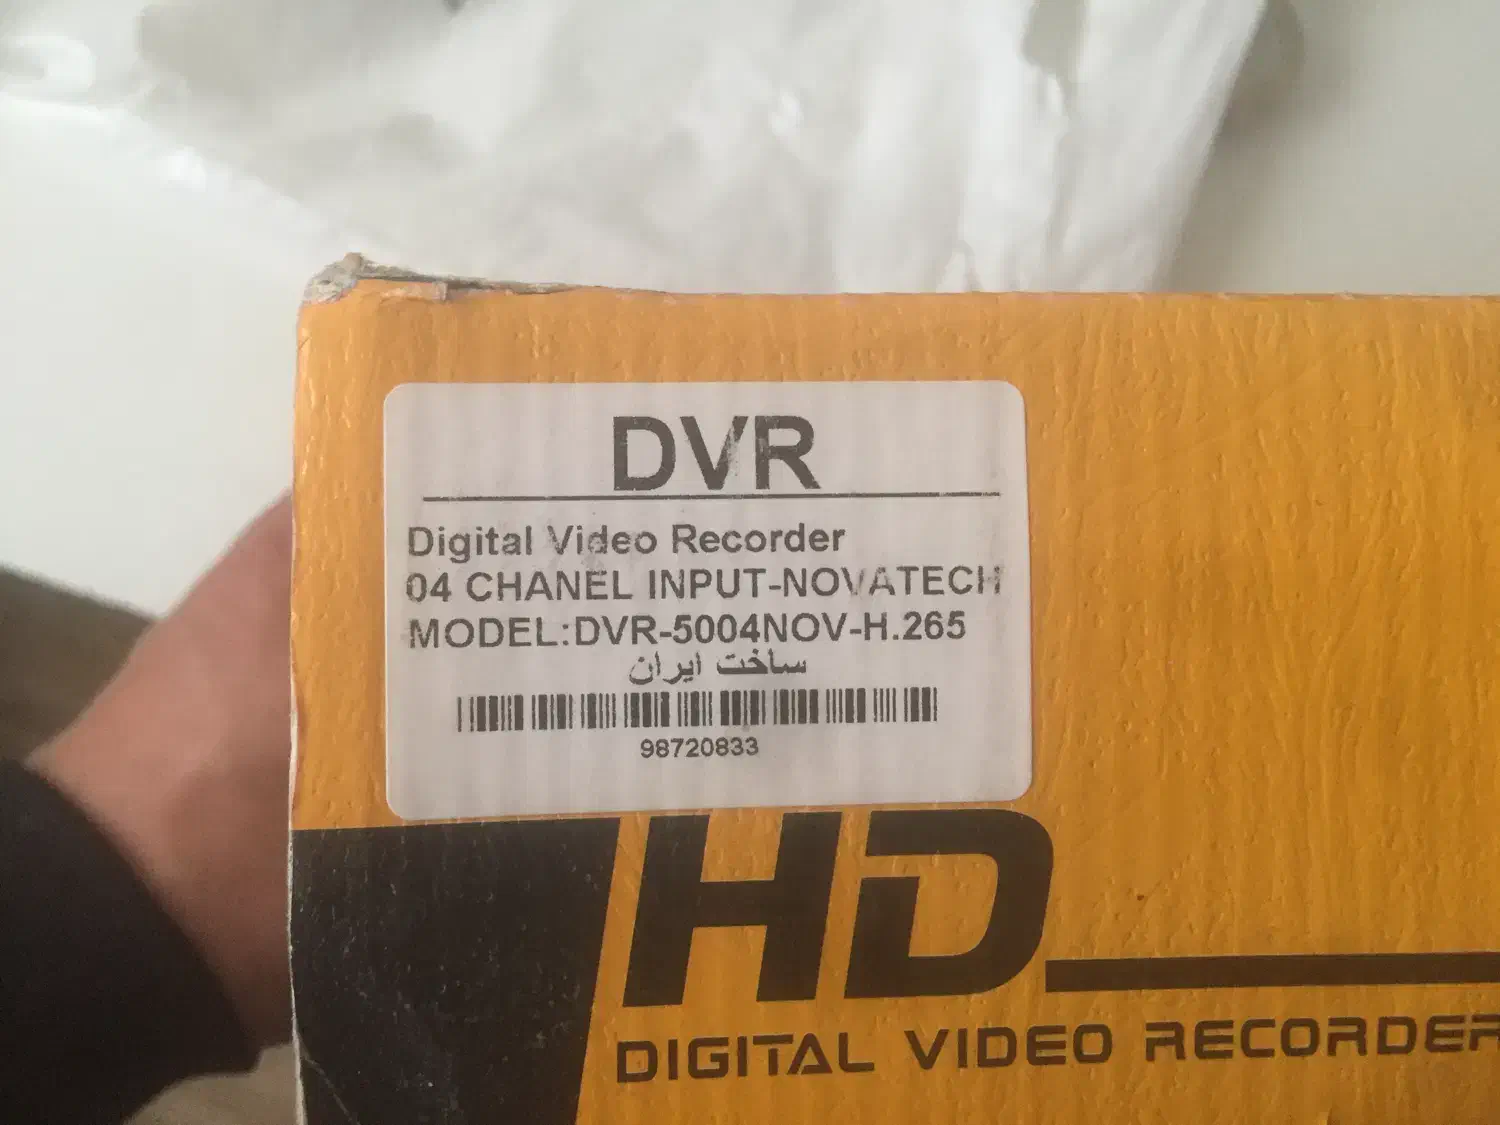 DVR
Digital Video Recorder
04 CHANEL INPUT-NOVATECH
MODEL:DVR-5004NOV-H.265
ساخت ایران
98720833
HD
DIGITAL VIDEO RECORDER